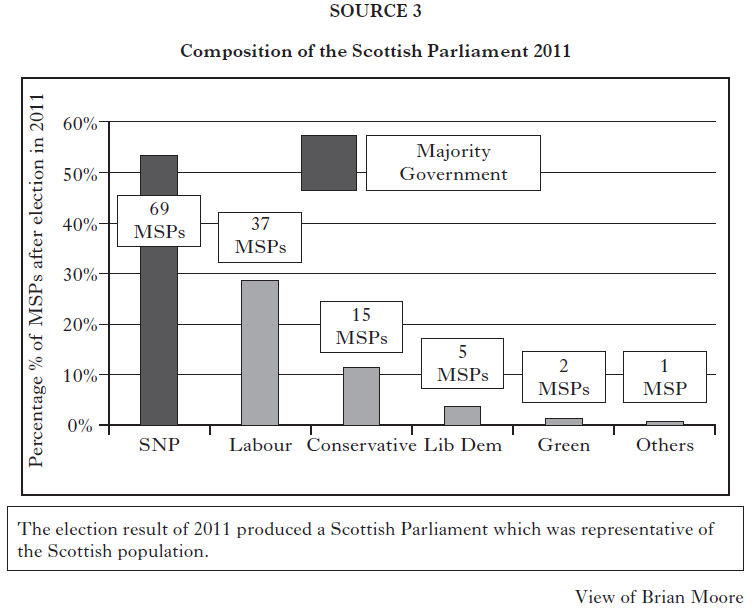 SOURCE 3
Composition of the Scottish Parliament 2011
Percentage % of MSPs after election in 2011
60%
50%
40%
30%
20%
10%
0%
Majority
Government
69
MSPs
37
MSPs
15
MSPs
5
MSPs
2
MSPs
1
MSP
SNP
Labour
Conservative
Lib Dem
Green
Others
The election result of 2011 produced a Scottish Parliament which was representative of
the Scottish population.
View of Brian Moore